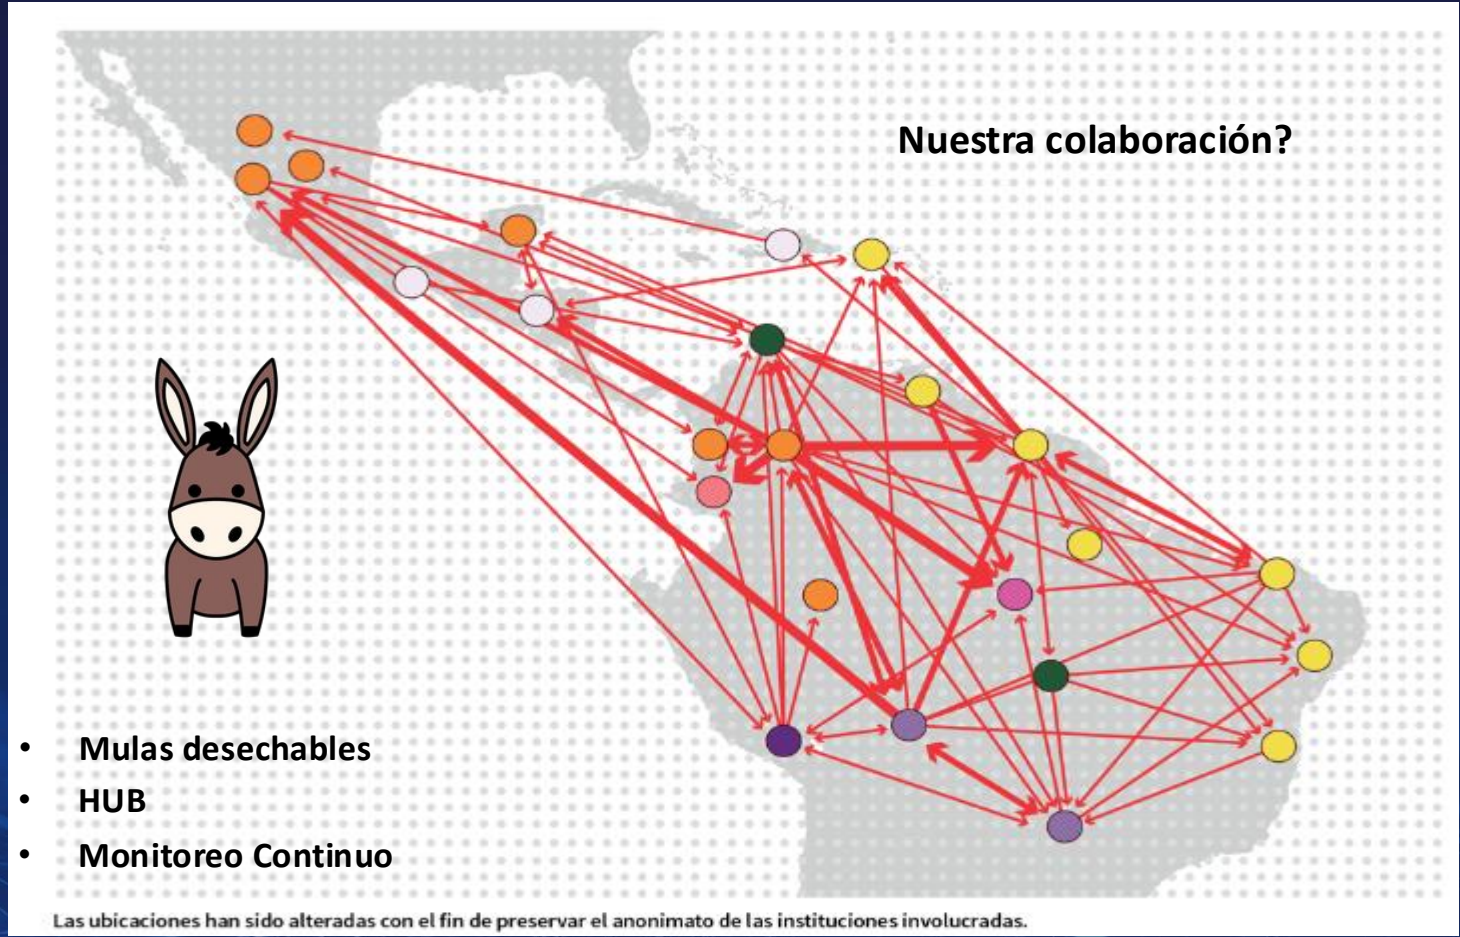 Nuestra colaboración?
• Mulas desechables
• HUB
• Monitoreo Continuo
Las ubicaciones han sido alteradas con el fin de preservar el anonimato de las instituciones involucradas.